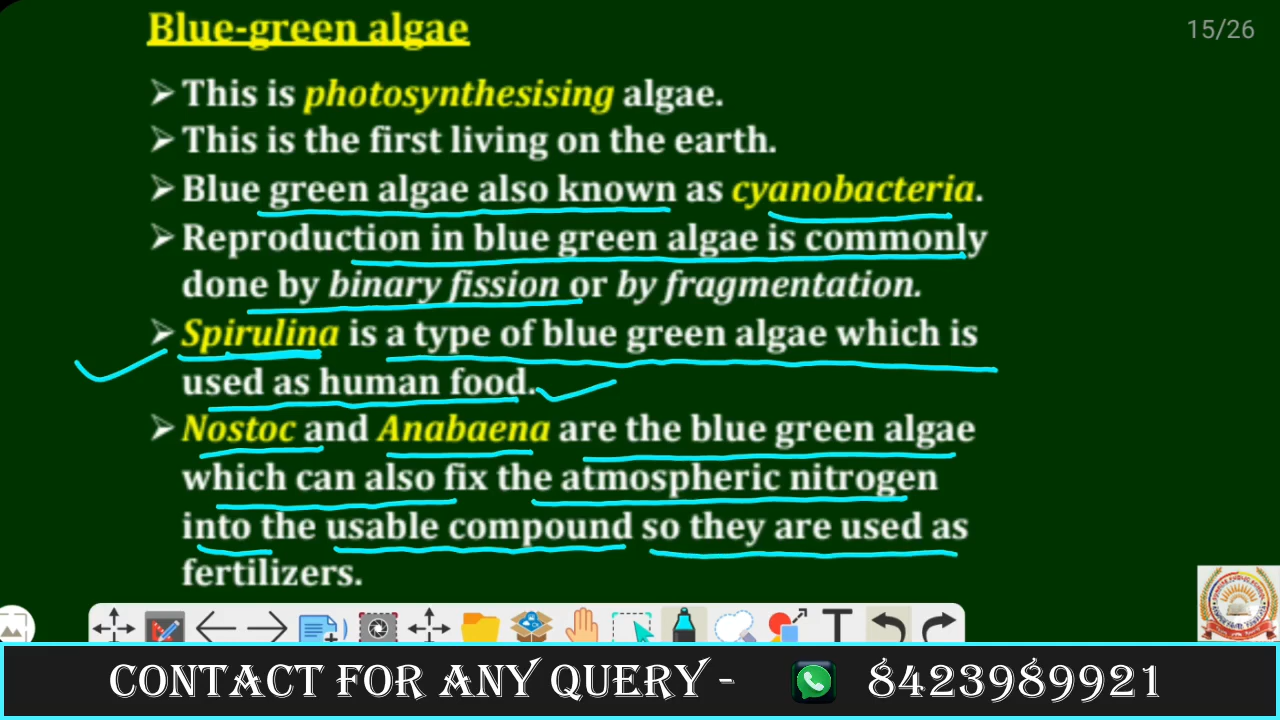 Blue-green algae
15/26
➢ This is photosynthesising algae.
➢ This is the first living on the earth.
➢ Blue green algae also known as cyanobacteria.
➢ Reproduction in blue green algae is commonly
done by binary fission or by fragmentation.
➢ Spirulina is a type of blue green algae which is
used as human food.
➢ Nostoc and Anabaena are the blue green algae
which can also fix the atmospheric nitrogen
into the usable compound so they are used as
fertilizers.
CONTACT FOR ANY QUERY - 8423989921